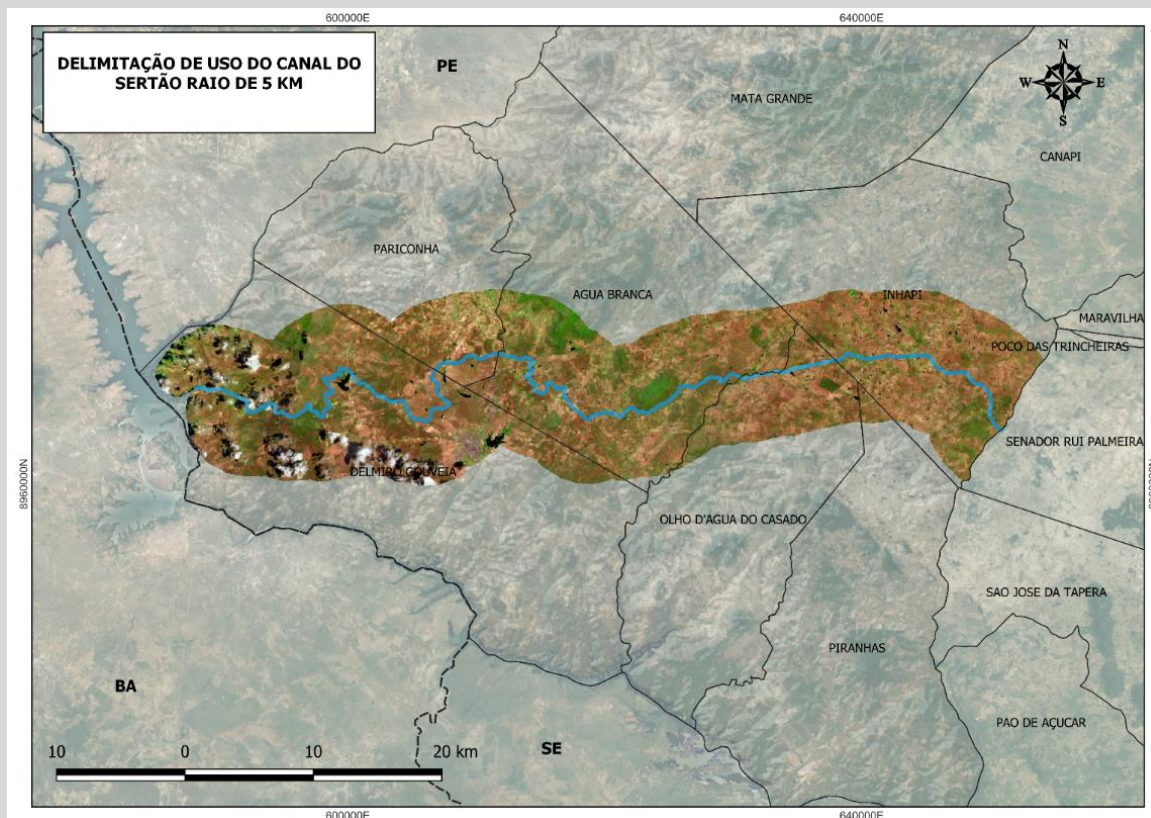 600000E
640000E
DELIMITAÇÃO DE USO DO CANAL DO
SERTÃO RAIO DE 5 KM
PE
N
W
E
S
MATA GRANDE
CANAPI
PARICONHA
AGUA BRANCA
INHAPI
MARAVILHA
POCO DAS TRINCHEIRAS
SENADOR RUI PALMEIRA
DELMIRO GOUVEIA
8960000N
8960000N
OLHO D'AGUA DO CASADO
SAO JOSE DA TAPERA
PIRANHAS
BA
PAO DE AÇUCAR
SE
10
0
10
20 km
600000E
640000E